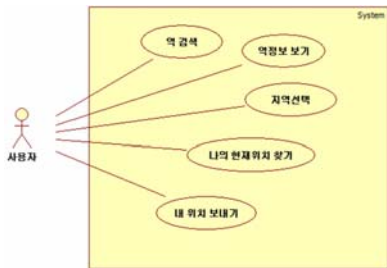 System
역 검색
역정보 보기
지역선택
사용자
나의 현재위치 찾기
내 위치 보내기